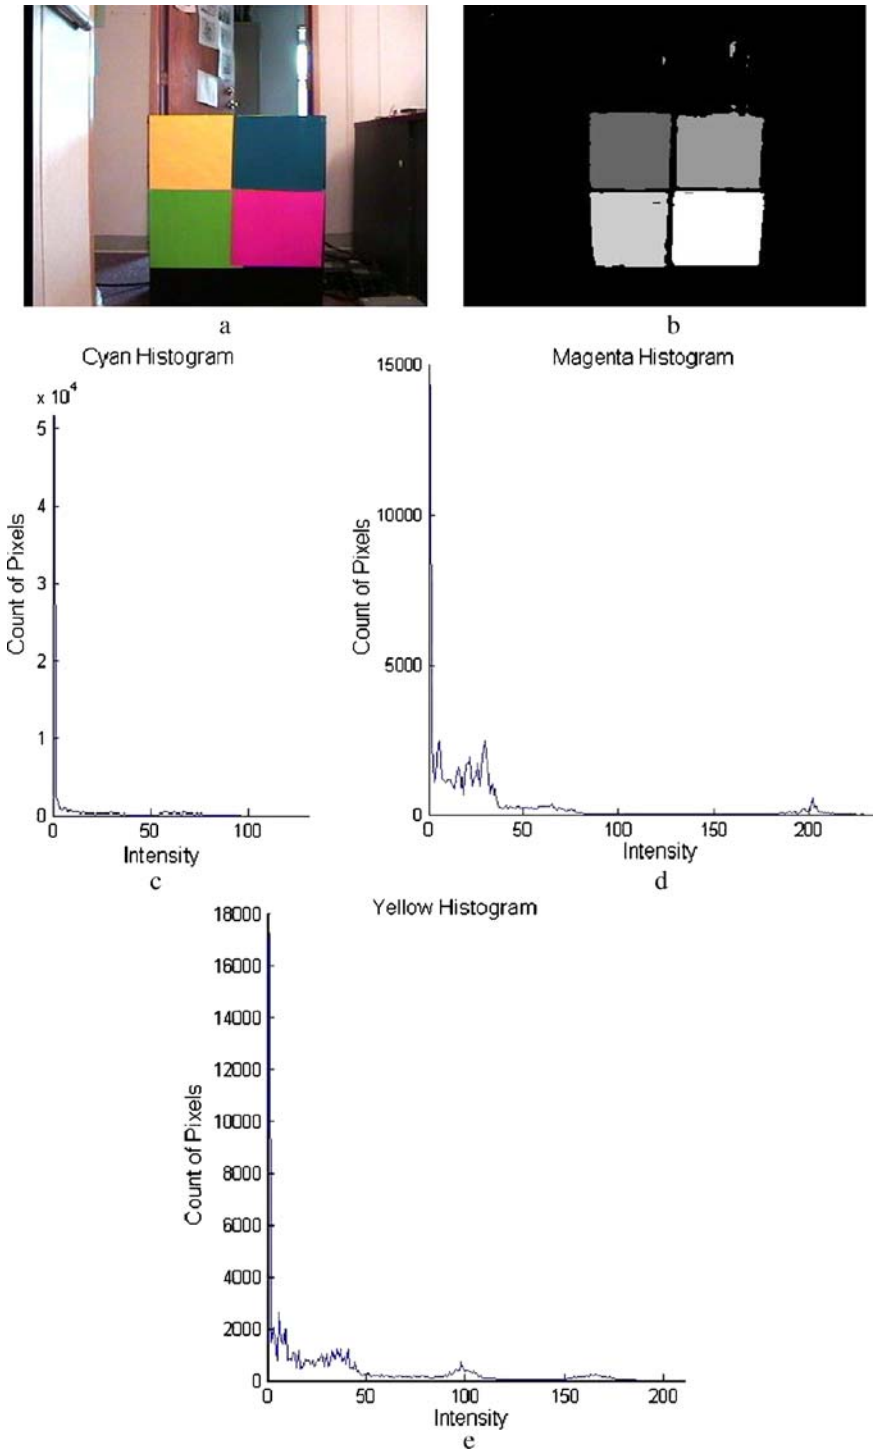 a
b
Cyan Histogram
x 10^4
5
4
3
2
1
0
Count of Pixels
0 50 100
Intensity
c
Magenta Histogram
15000
10000
5000
0
Count of Pixels
0 50 100 150 200
Intensity
d
Yellow Histogram
18000
16000
14000
12000
10000
8000
6000
4000
2000
0
Count of Pixels
0 50 100 150 200
Intensity
e